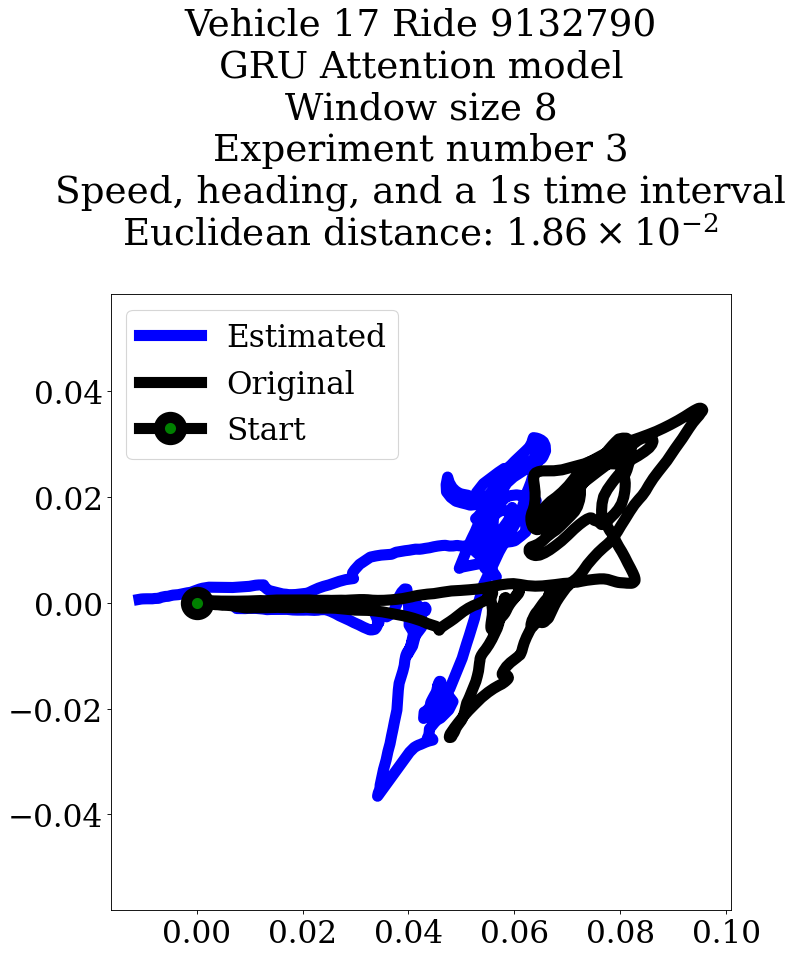 Vehicle 17 Ride 9132790
GRU Attention model
Window size 8
Experiment number 3
Speed, heading, and a 1s time interval
Euclidean distance: 1.86 × 10⁻²
Estimated
Original
Start
0.04
0.02
0.00
−0.02
−0.04
0.00 0.02 0.04 0.06 0.08 0.10